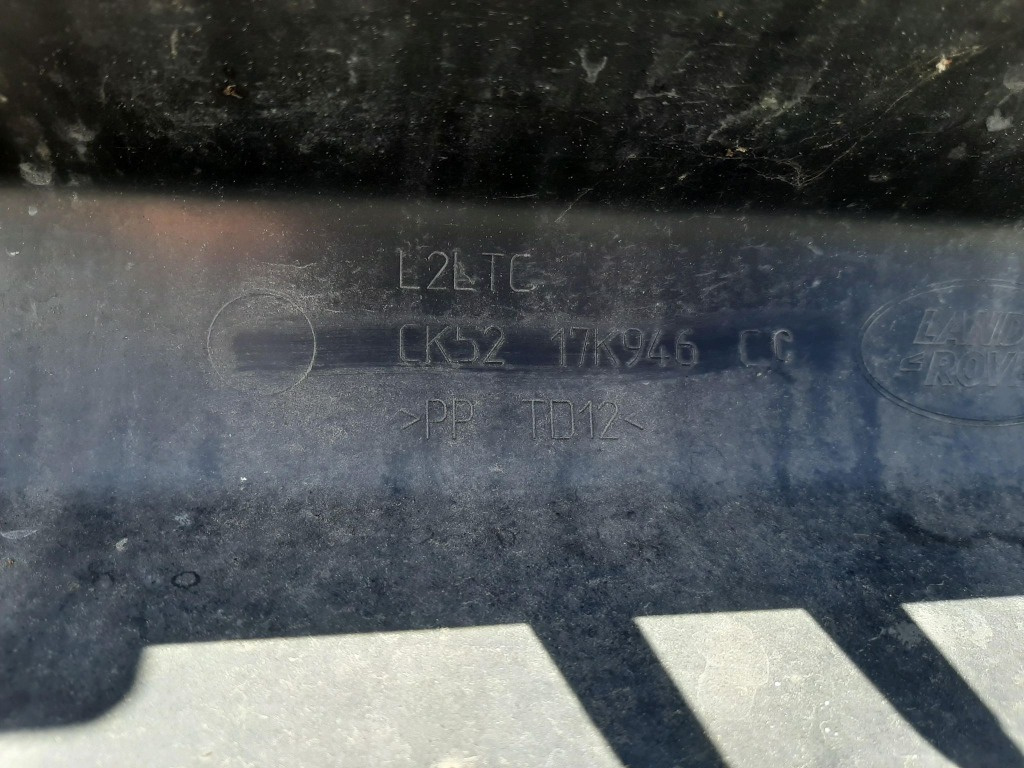 L2LTC
CK52 17K946 CC
>PP TD12<
LAND
ROVER